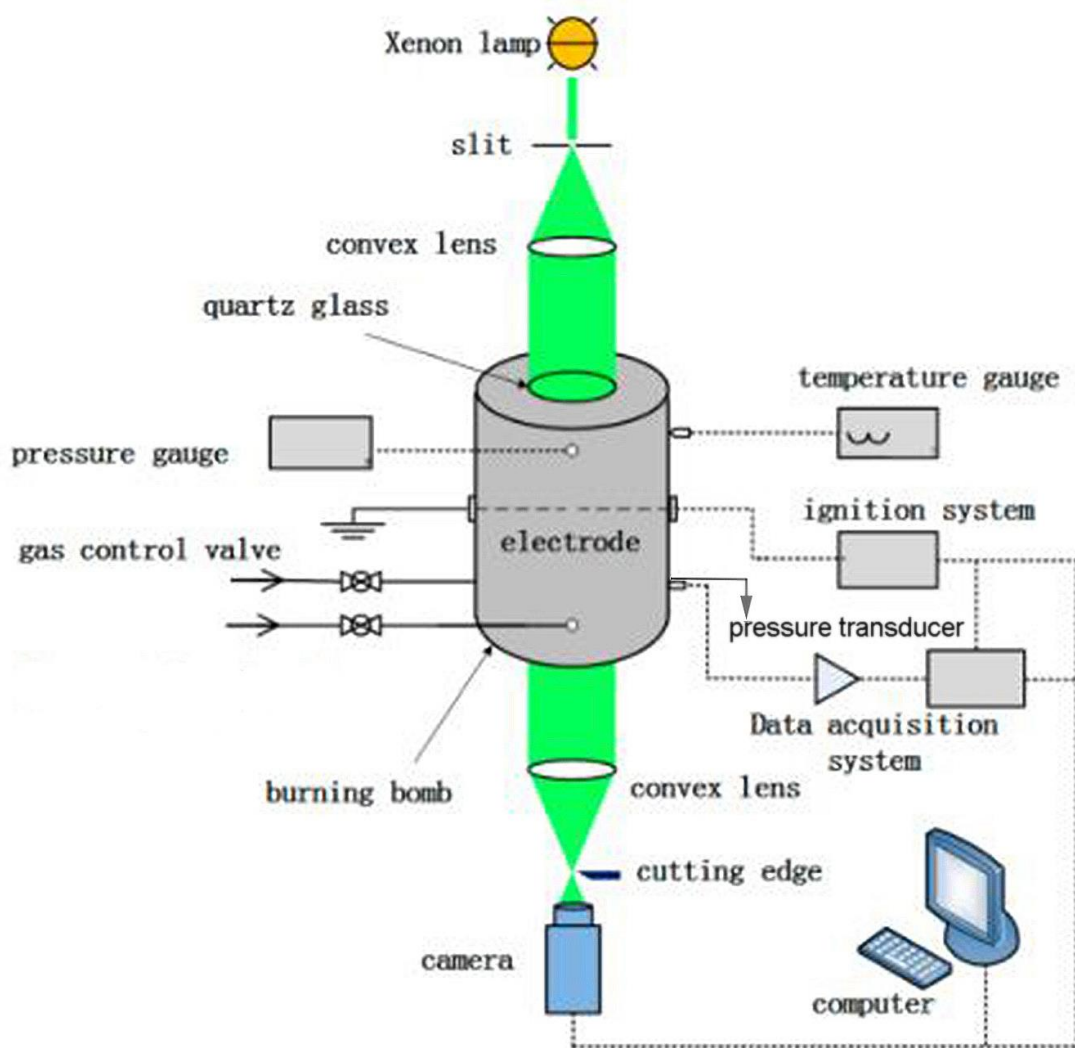 Xenon lamp
slit
convex lens
quartz glass
temperature gauge
pressure gauge
ignition system
electrode
gas control valve
pressure transducer
Data acquisition
system
burning bomb
convex lens
cutting edge
camera
computer